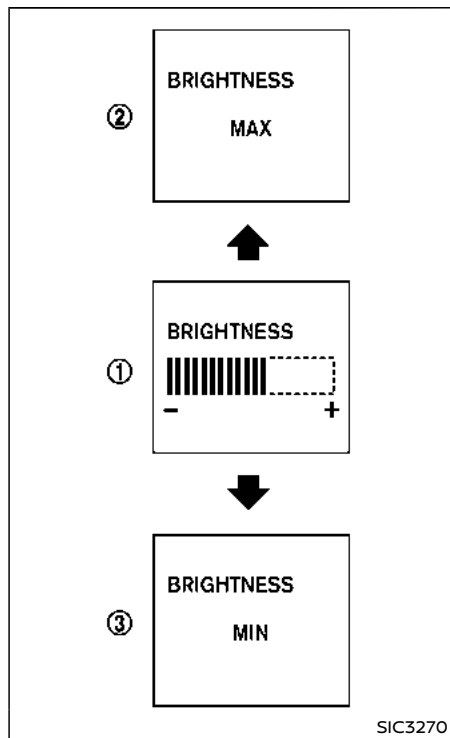 ②
BRIGHTNESS
MAX
①
BRIGHTNESS
- +
③
BRIGHTNESS
MIN
SIC3270